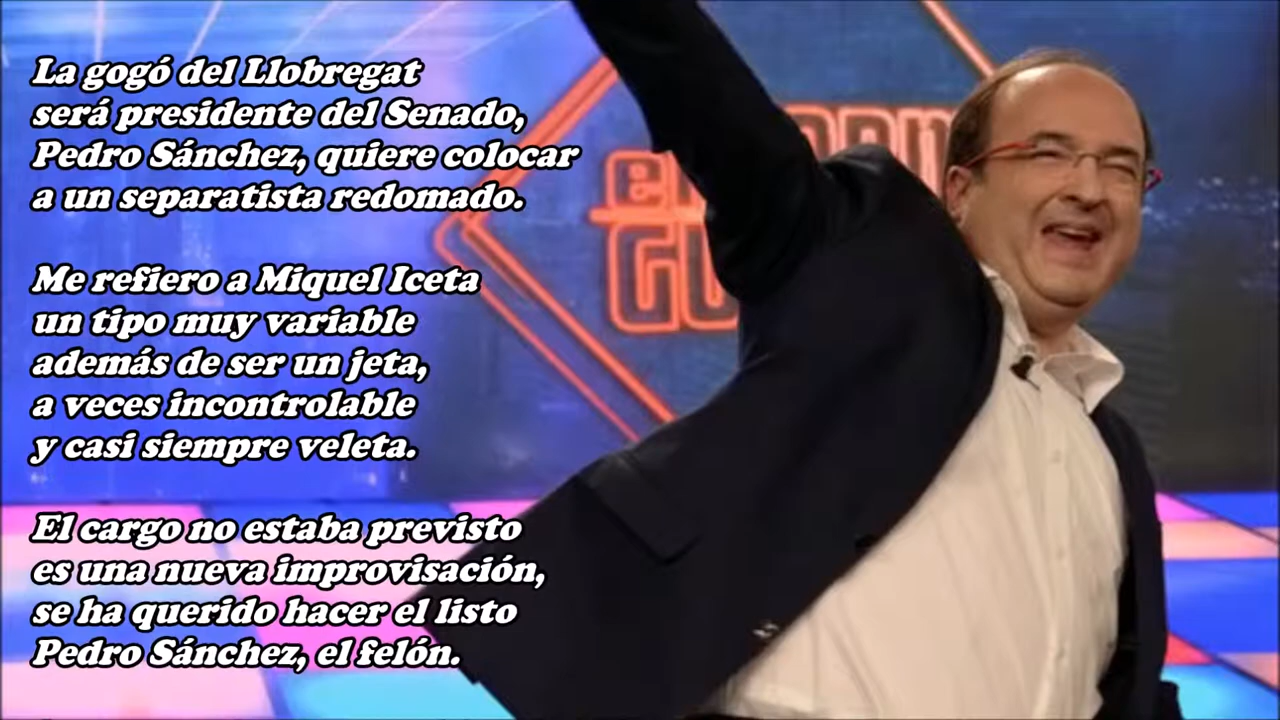 La gogó del Llobregat
será presidente del Senado,
Pedro Sánchez, quiere colocar
a un separatista redomado.
Me refiero a Miquel Iceta
un tipo muy variable
además de ser un jeta,
a veces incontrolable
y casi siempre veleta.
El cargo no estaba previsto
es una nueva improvisación,
se ha querido hacer el listo
Pedro Sánchez, el felón.